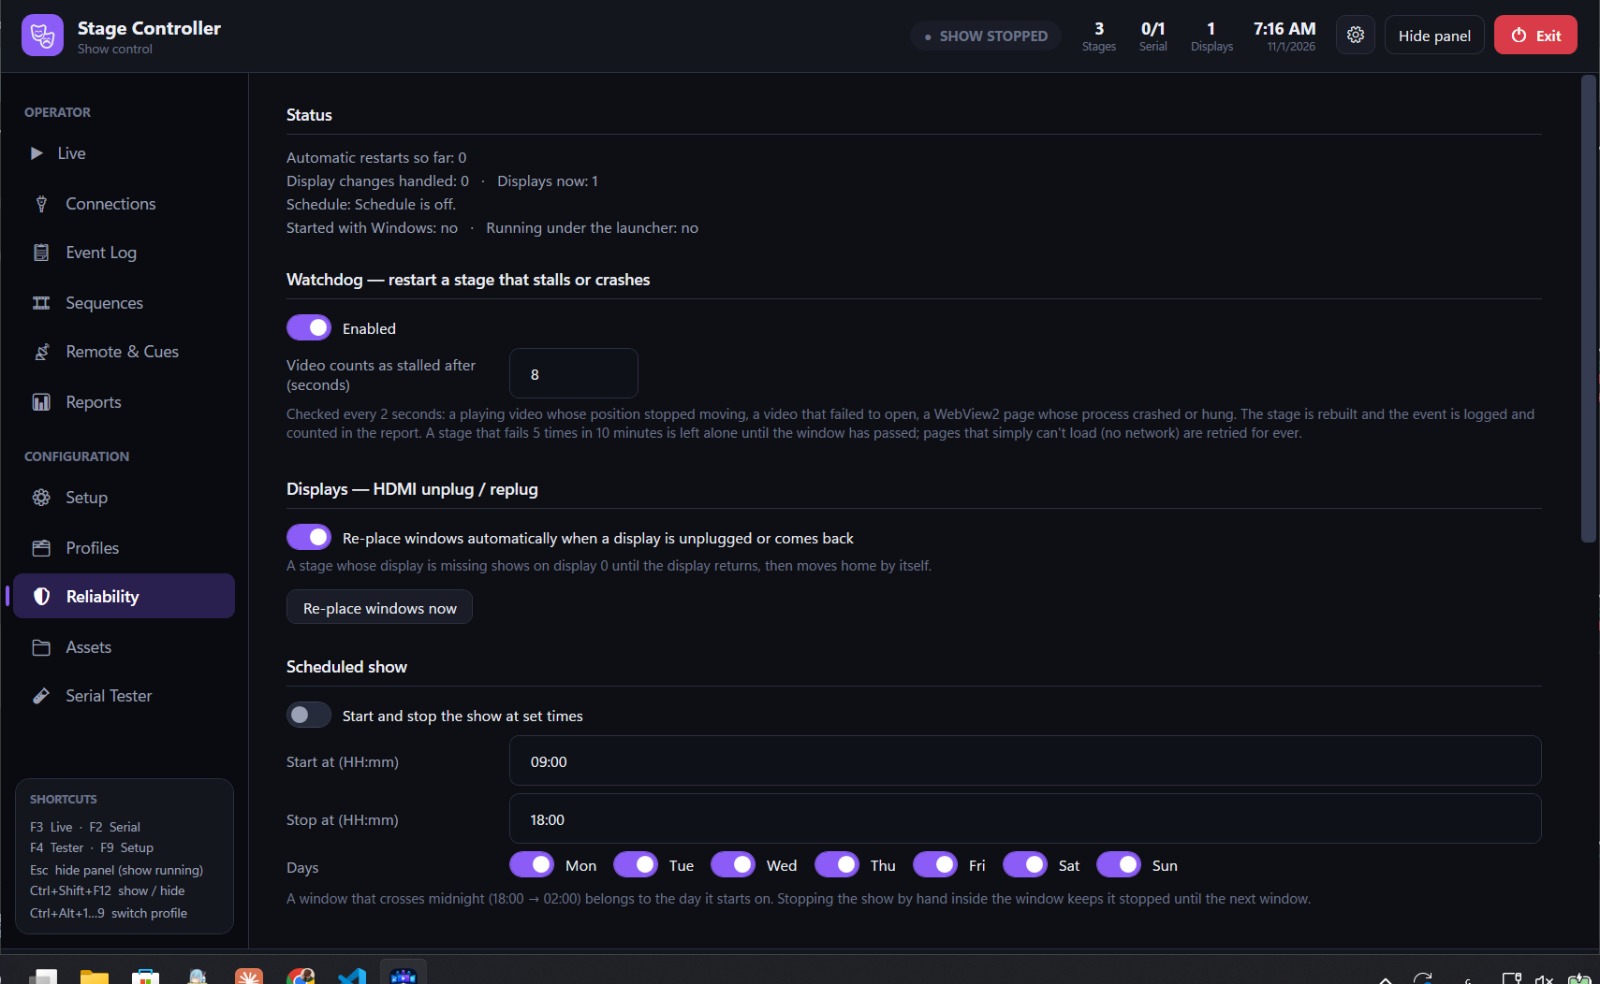 Stage Controller
Show control
SHOW STOPPED
3
Stages
0/1
Serial
1
Displays
7:16 AM
11/1/2026
Hide panel
Exit
OPERATOR
Live
Connections
Event Log
Sequences
Remote & Cues
Reports
CONFIGURATION
Setup
Profiles
Reliability
Assets
Serial Tester
SHORTCUTS
F3 Live · F2 Serial
F4 Tester · F9 Setup
Esc hide panel (show running)
Ctrl+Shift+F12 show / hide
Ctrl+Alt+1...9 switch profile
Status
Automatic restarts so far: 0
Display changes handled: 0 · Displays now: 1
Schedule: Schedule is off.
Started with Windows: no · Running under the launcher: no
Watchdog — restart a stage that stalls or crashes
Enabled
Video counts as stalled after
(seconds)
8
Checked every 2 seconds: a playing video whose position stopped moving, a video that failed to open, a WebView2 page whose process crashed or hung. The stage is rebuilt and the event is logged and
counted in the report. A stage that fails 5 times in 10 minutes is left alone until the window has passed; pages that simply can't load (no network) are retried for ever.
Displays — HDMI unplug / replug
Re-place windows automatically when a display is unplugged or comes back
A stage whose display is missing shows on display 0 until the display returns, then moves home by itself.
Re-place windows now
Scheduled show
Start and stop the show at set times
Start at (HH:mm)
09:00
Stop at (HH:mm)
18:00
Days
Mon Tue Wed Thu Fri Sat Sun
A window that crosses midnight (18:00 → 02:00) belongs to the day it starts on. Stopping the show by hand inside the window keeps it stopped until the next window.